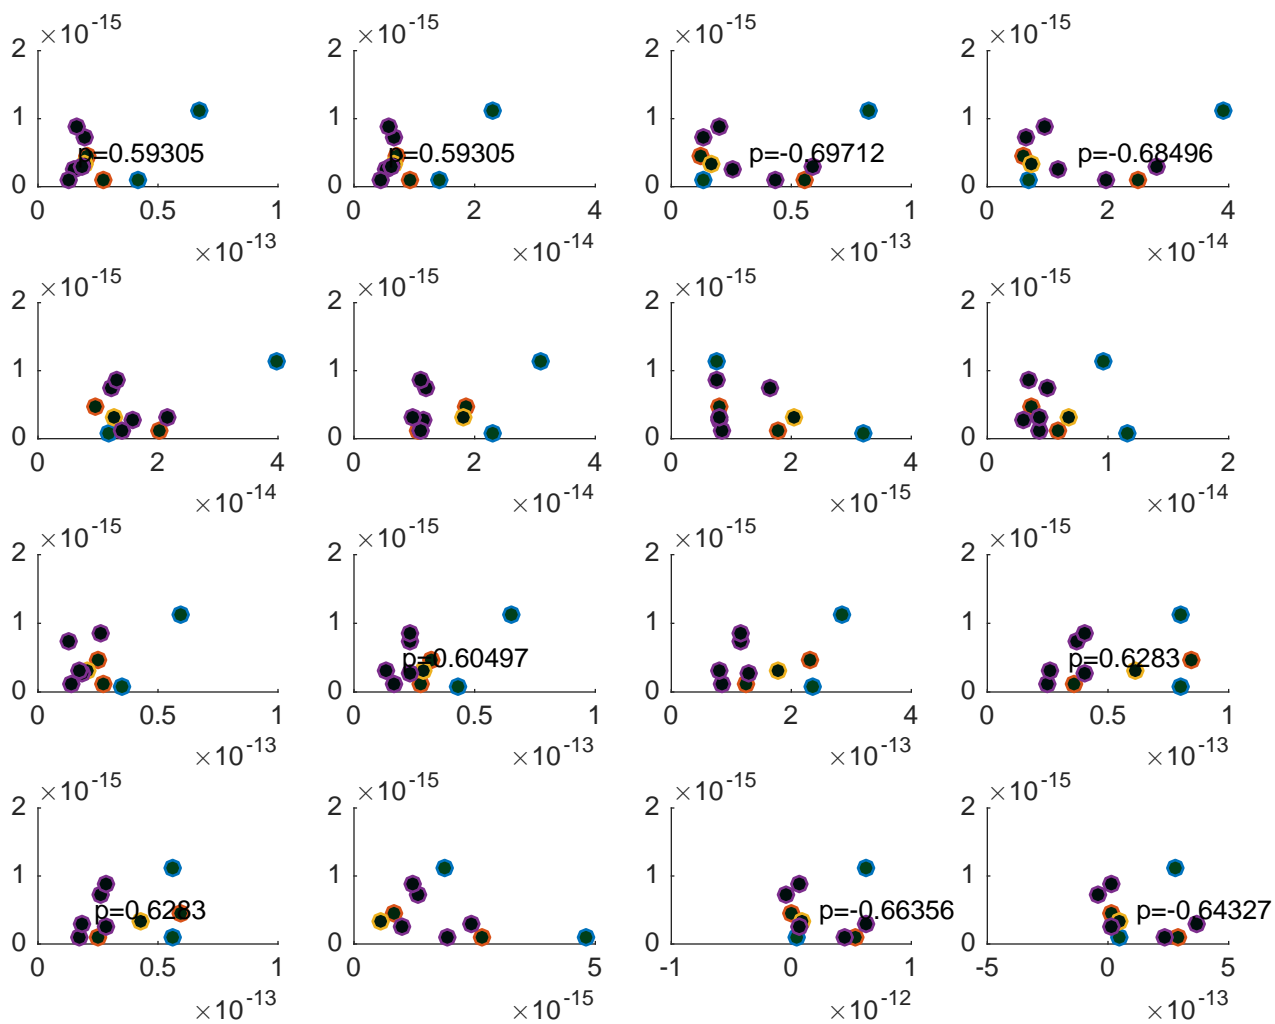 ×10-15 ×10-15 ×10-15 ×10-15
2 2 2 2
1 1 1 1
p=0.59305 p=0.59305 p=-0.69712 p=-0.68496
0 0 0 0
0 0.5 1 0 2 4 0 0.5 1 0 2 4
×10-13 ×10-14 ×10-13 ×10-14
×10-15 ×10-15 ×10-15 ×10-15
2 2 2 2
1 1 1 1
0 0 0 0
0 2 4 0 2 4 0 2 4 0 1 2
×10-14 ×10-14 ×10-15 ×10-14
×10-15 ×10-15 ×10-15 ×10-15
2 2 2 2
1 1 1 1
p=0.60497 p=0.6283
0 0 0 0
0 0.5 1 0 0.5 1 0 2 4 0 0.5 1
×10-13 ×10-13 ×10-13 ×10-13
×10-15 ×10-15 ×10-15 ×10-15
2 2 2 2
1 1 1 1
p=0.6283 p=-0.66356 p=-0.64327
0 0 0 0
0 0.5 1 0 5 -1 0 1 -5 0 5
×10-13 ×10-15 ×10-12 ×10-13